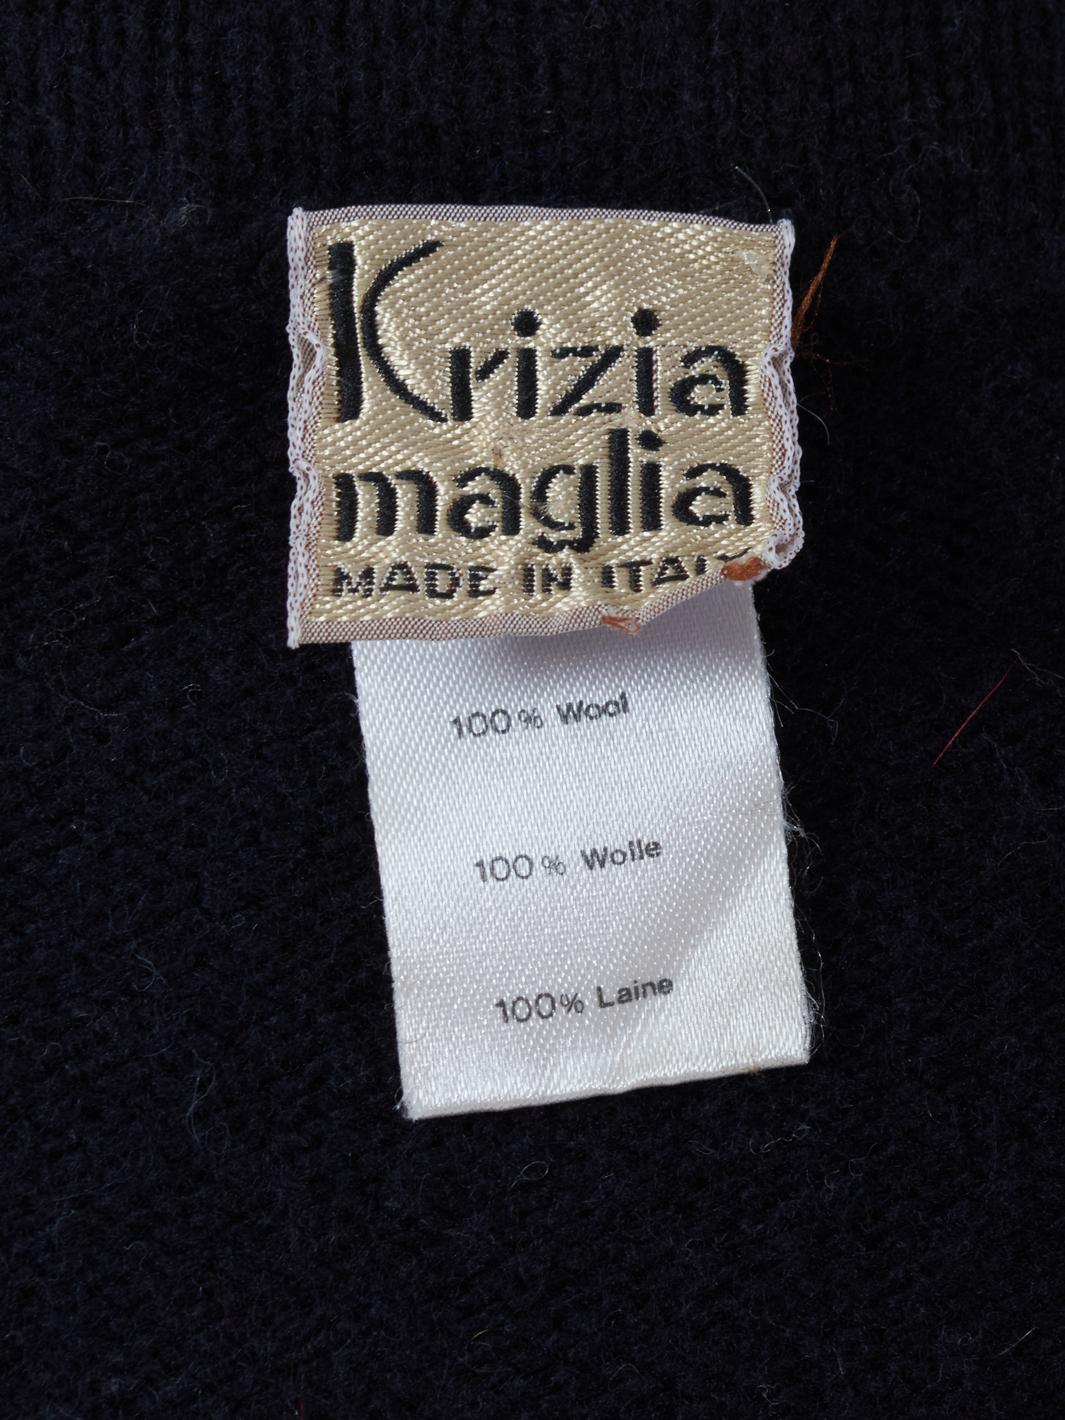 Krizia
maglia
MADE IN ITALY
100% Wool
100% Wolle
100% Laine